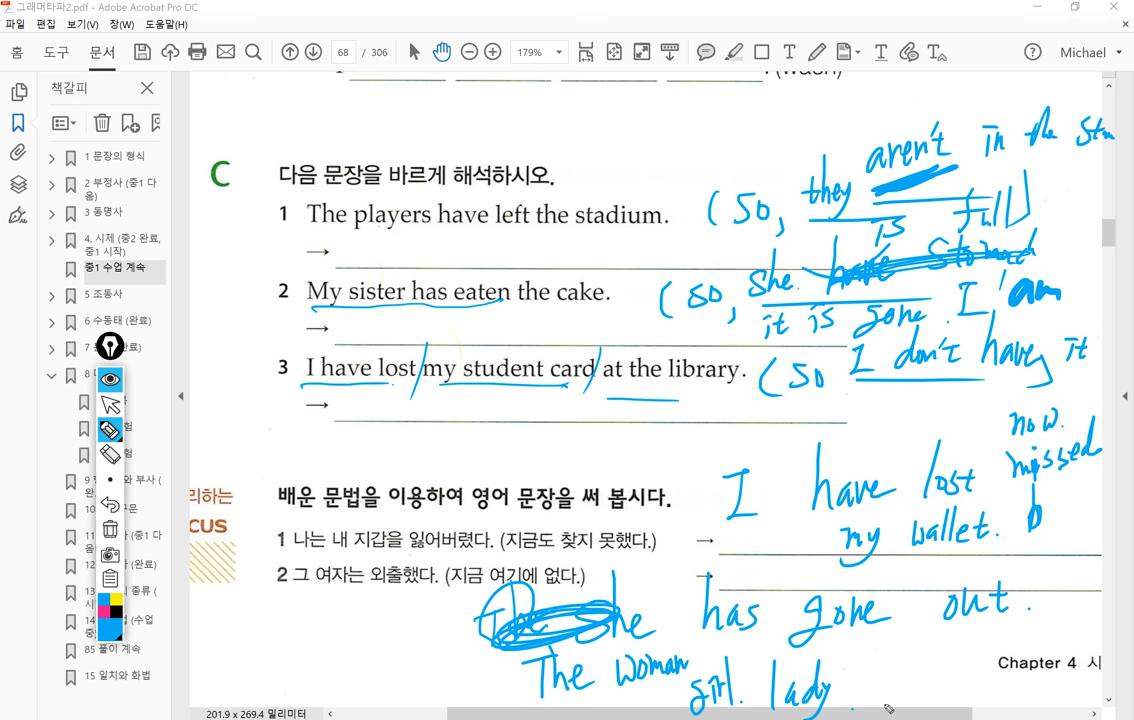 그래머타파2.pdf - Adobe Acrobat Pro DC
파일 편집 보기(V) 창(W) 도움말(H)
홈 도구 문서 68 / 306 179% Michael
책갈피
1 문장의 형식
2 부정사 (중1 다음)
3 동명사
4. 시제 (중2 완료, 중1 시작)
중1 수업 계속
5 조동사
6 수동태 (완료)
15 일치와 화법
85 풀이 계속
(wash)
C 다음 문장을 바르게 해석하시오.
aren't in the
1 The players have left the stadium.
(so, they is full)
→
2 My sister has eaten the cake.
(so, she have
it is gone. I am
→
3 I have lost / my student card / at the library.
(so I don't have it
now.
→
missed
I have lost
my wallet.
리하는
CUS
배운 문법을 이용하여 영어 문장을 써 봅시다.
1 나는 내 지갑을 잃어버렸다. (지금도 찾지 못했다.) →
2 그 여자는 외출했다. (지금 여기에 없다.) →
she has gone out.
The woman girl. lady.
Chapter 4 시
201.9 x 269.4 밀리미터